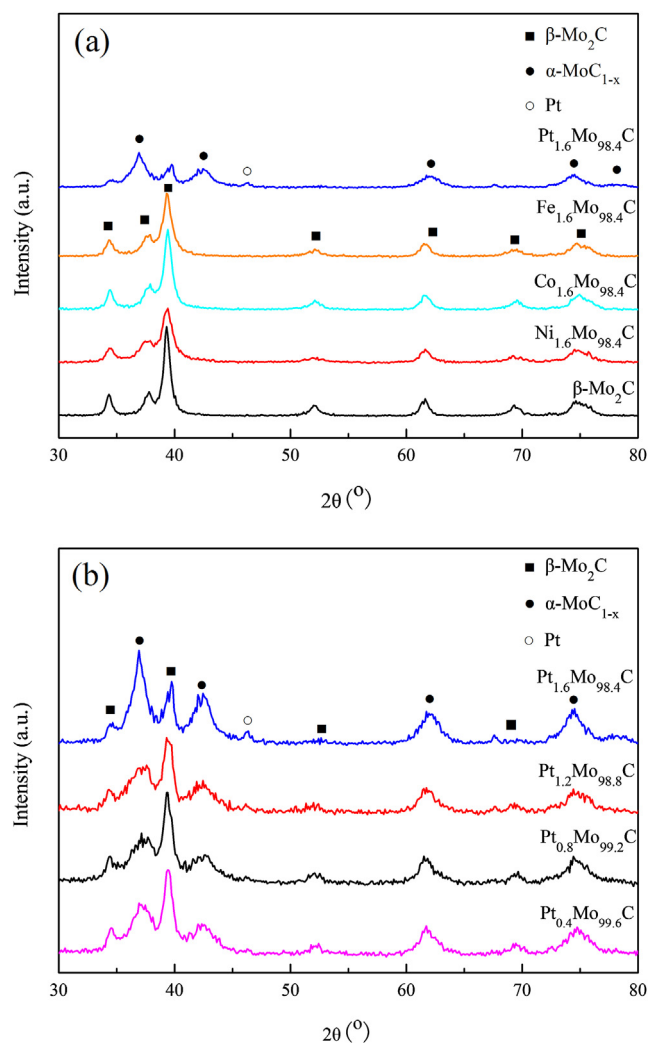 (a)
■ β-Mo₂C
● α-MoC₁₋ₓ
○ Pt
Pt₁.₆Mo₉₈.₄C
Fe₁.₆Mo₉₈.₄C
Co₁.₆Mo₉₈.₄C
Ni₁.₆Mo₉₈.₄C
β-Mo₂C
Intensity (a.u.)
30 40 50 60 70 80
2θ (°)
(b)
■ β-Mo₂C
● α-MoC₁₋ₓ
○ Pt
Pt₁.₆Mo₉₈.₄C
Pt₁.₂Mo₉₈.₈C
Pt₀.₈Mo₉₉.₂C
Pt₀.₄Mo₉₉.₆C
Intensity (a.u.)
30 40 50 60 70 80
2θ (°)